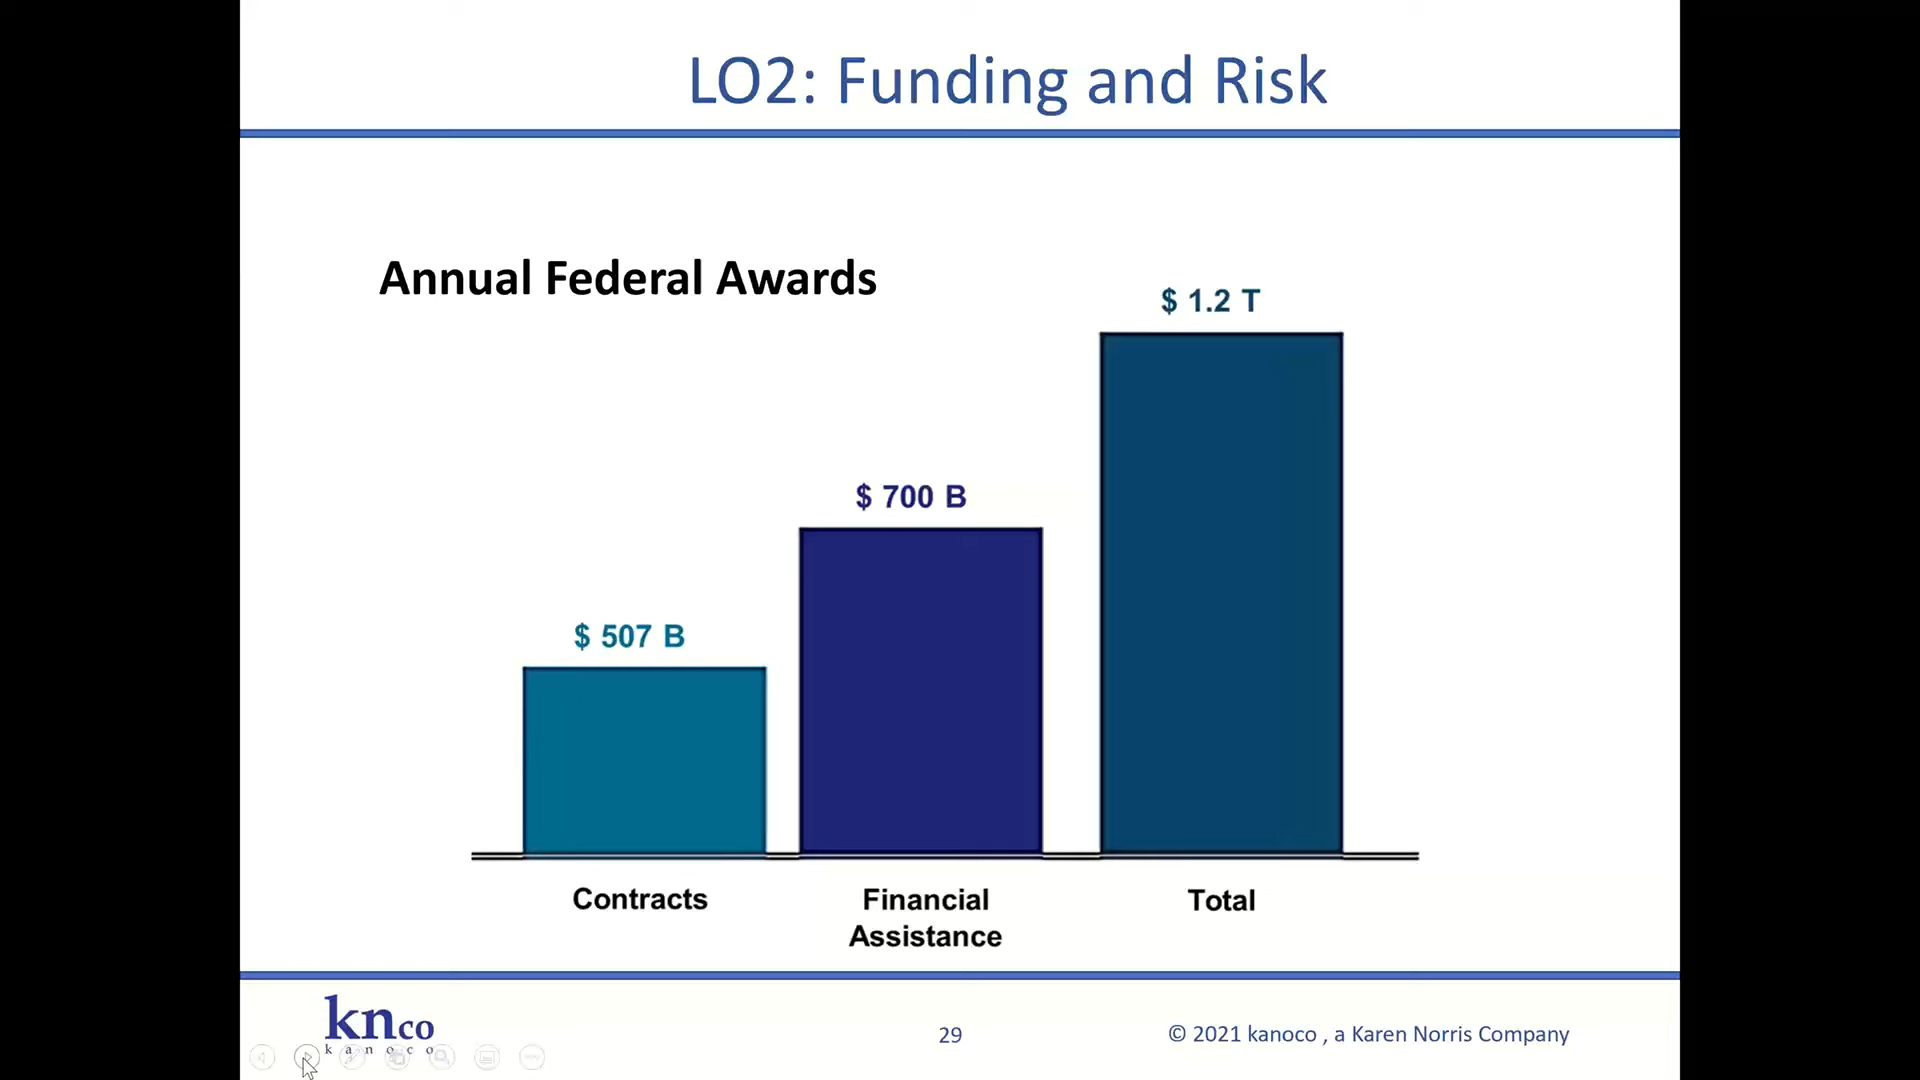 LO2: Funding and Risk
Annual Federal Awards
$ 1.2 T
$ 700 B
$ 507 B
Contracts
Financial
Assistance
Total
knco
kanoco
29
© 2021 kanoco , a Karen Norris Company